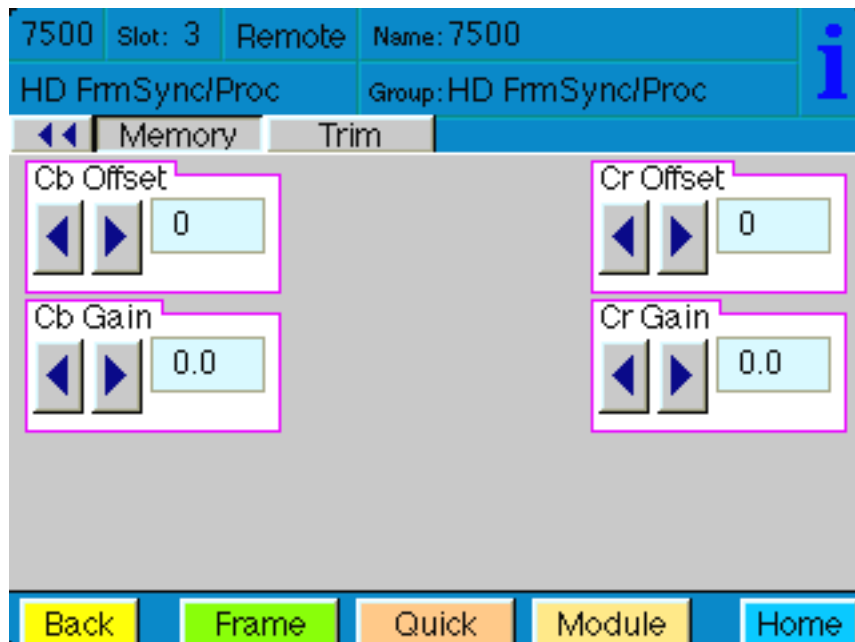 7500 Slot: 3 Remote Name: 7500
HD FrmSync/Proc Group: HD FrmSync/Proc
i
Memory Trim
Cb Offset
0
Cr Offset
0
Cb Gain
0.0
Cr Gain
0.0
Back Frame Quick Module Home